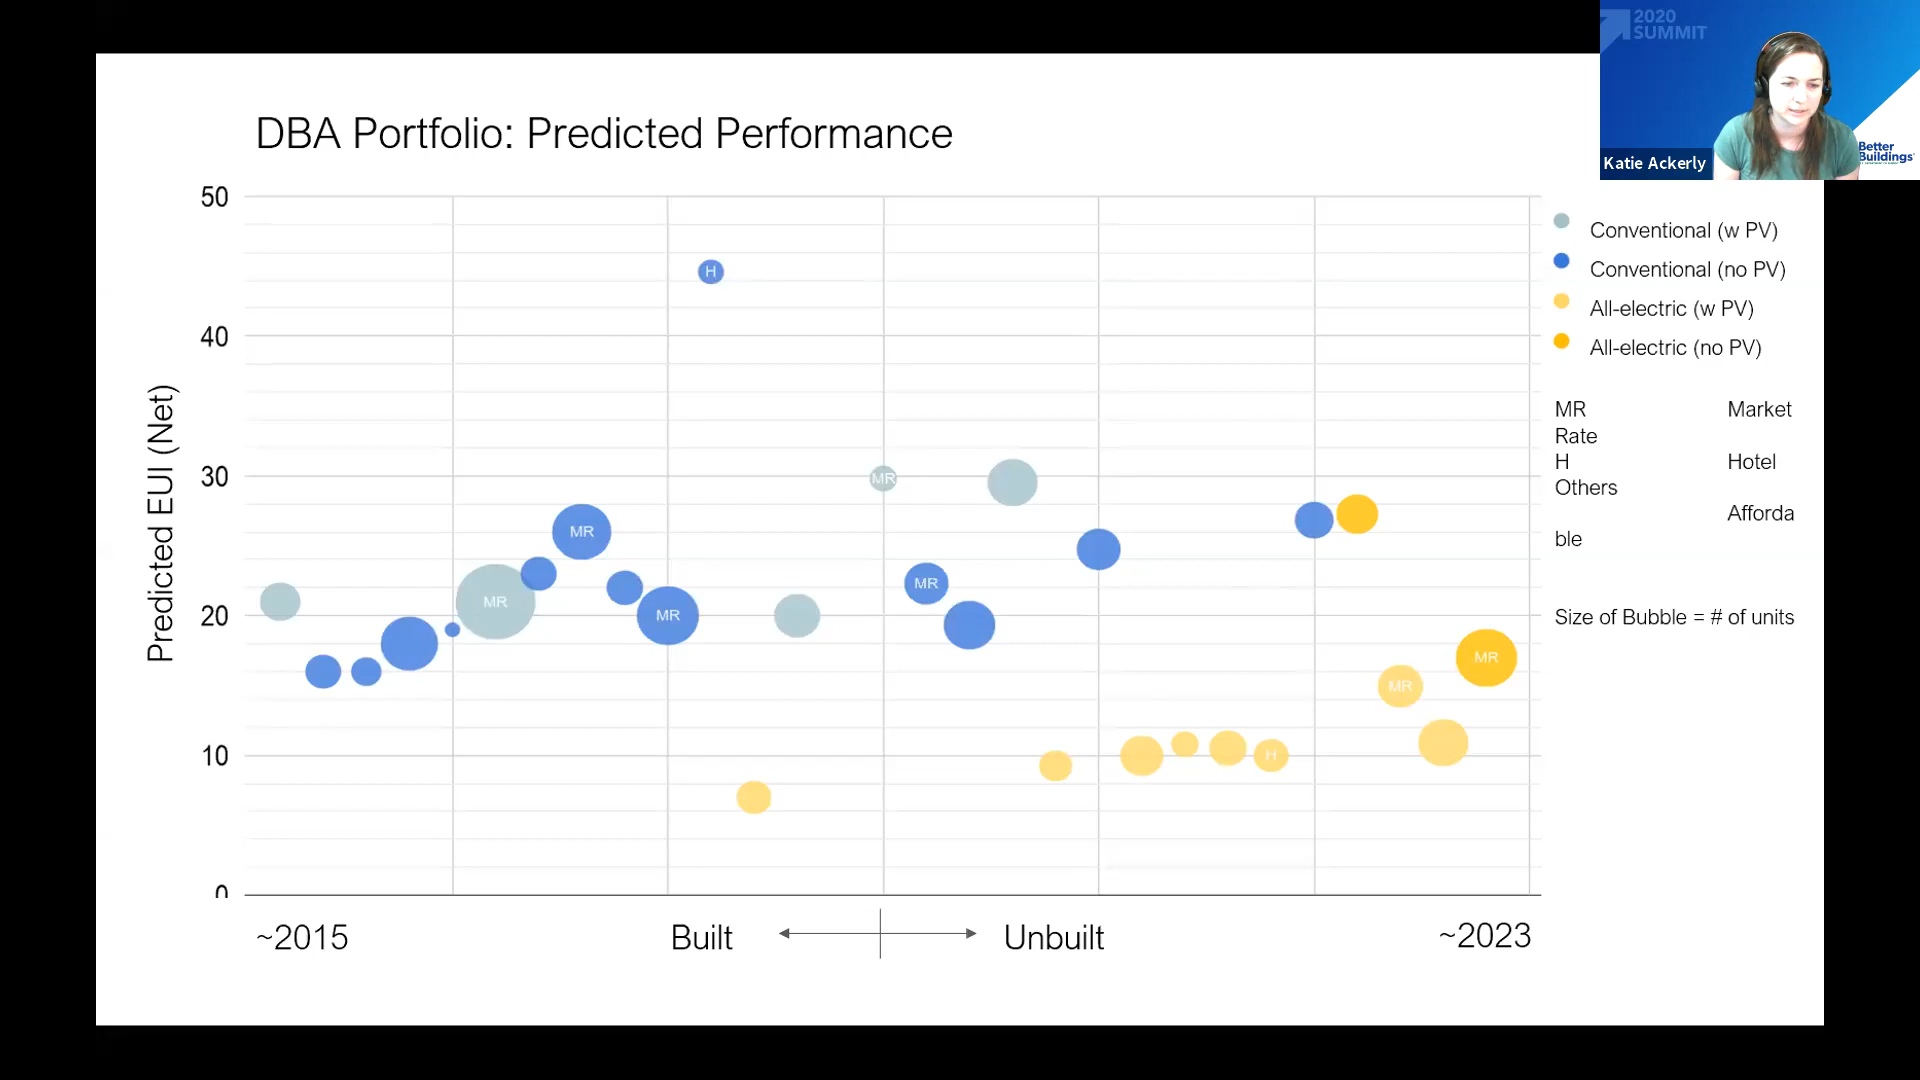 2020
SUMMIT
Better
Buildings
Katie Ackerly
DBA Portfolio: Predicted Performance
Predicted EUI (Net)
50
40
30
20
10
0
H
MR
MR
MR
MR
MR
H
MR
MR
~2015
Built
Unbuilt
~2023
Conventional (w PV)
Conventional (no PV)
All-electric (w PV)
All-electric (no PV)
MR Market
Rate
H Hotel
Others
Afforda
ble
Size of Bubble = # of units